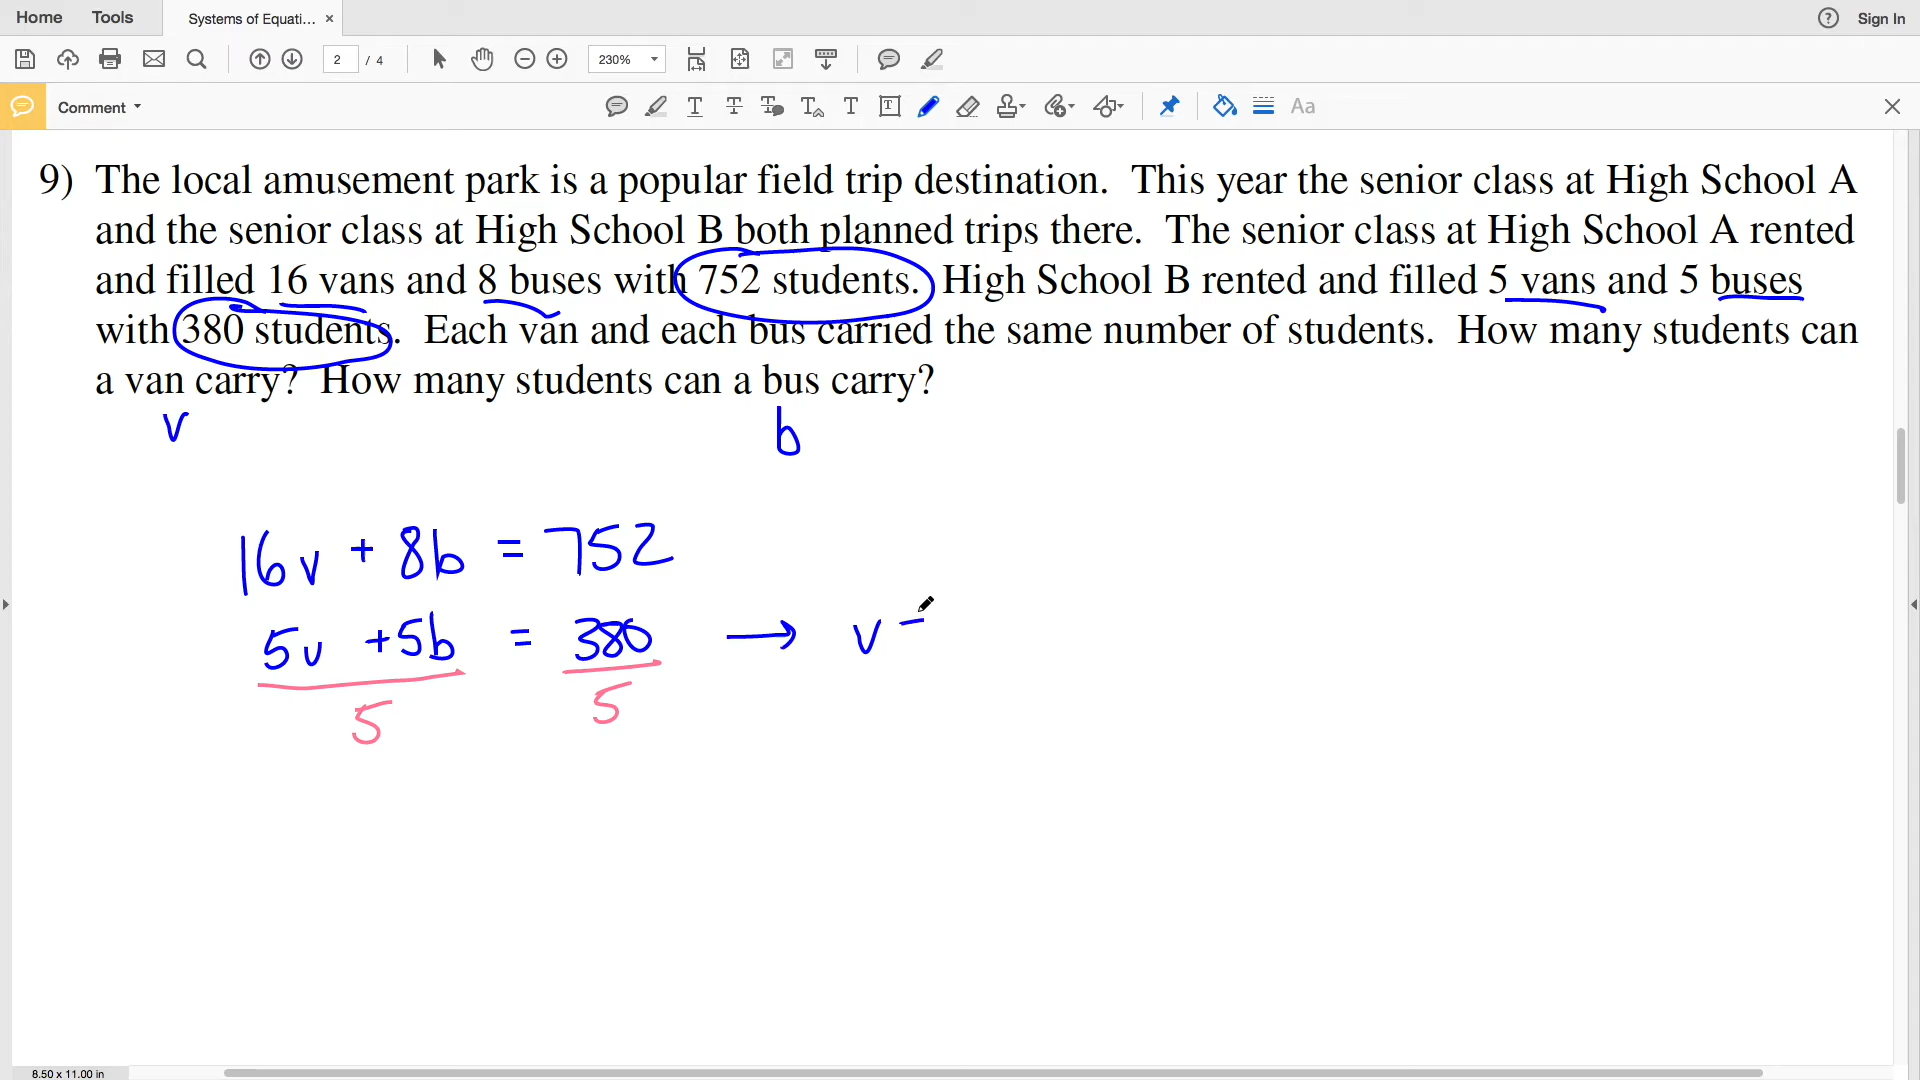 Home Tools Systems of Equati... × Sign In
2 / 4 230%
Comment Aa
9) The local amusement park is a popular field trip destination. This year the senior class at High School A
and the senior class at High School B both planned trips there. The senior class at High School A rented
and filled 16 vans and 8 buses with 752 students. High School B rented and filled 5 vans and 5 buses
with 380 students. Each van and each bus carried the same number of students. How many students can
a van carry? How many students can a bus carry?
v b
16v + 8b = 752
5v + 5b = 380 → v -
5 5
8.50 x 11.00 in